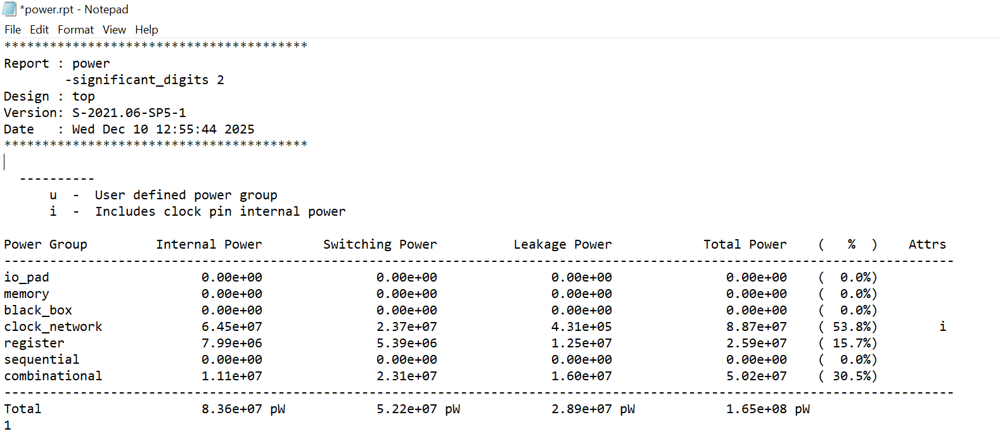 *power.rpt - Notepad
File Edit Format View Help
****************************************
Report : power
        -significant_digits 2
Design : top
Version: S-2021.06-SP5-1
Date   : Wed Dec 10 12:55:44 2025
****************************************
  ----------
      u  -  User defined power group
      i  -  Includes clock pin internal power
Power Group         Internal Power        Switching Power          Leakage Power            Total Power    (   %  )    Attrs
-----------------------------------------------------------------------------------------------------------------------------
io_pad                    0.00e+00               0.00e+00               0.00e+00               0.00e+00    (  0.0%)
memory                    0.00e+00               0.00e+00               0.00e+00               0.00e+00    (  0.0%)
black_box                 0.00e+00               0.00e+00               0.00e+00               0.00e+00    (  0.0%)
clock_network             6.45e+07               2.37e+07               4.31e+05               8.87e+07    ( 53.8%)        i
register                  7.99e+06               5.39e+06               1.25e+07               2.59e+07    ( 15.7%)
sequential                0.00e+00               0.00e+00               0.00e+00               0.00e+00    (  0.0%)
combinational             1.11e+07               2.31e+07               1.60e+07               5.02e+07    ( 30.5%)
-----------------------------------------------------------------------------------------------------------------------------
Total                     8.36e+07 pW            5.22e+07 pW            2.89e+07 pW            1.65e+08 pW
1